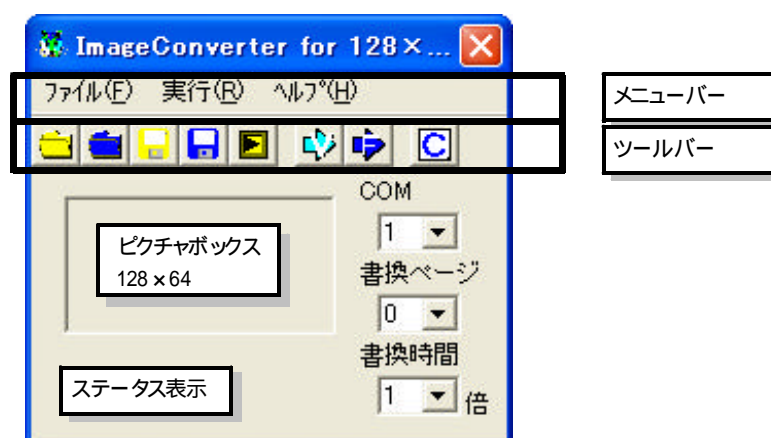 ImageConverter for 128×...
ファイル(F) 実行(R) ヘルプ(H)
メニューバー
C
ツールバー
COM
1
ピクチャボックス
128×64
書換ページ
0
書換時間
ステータス表示
1 倍